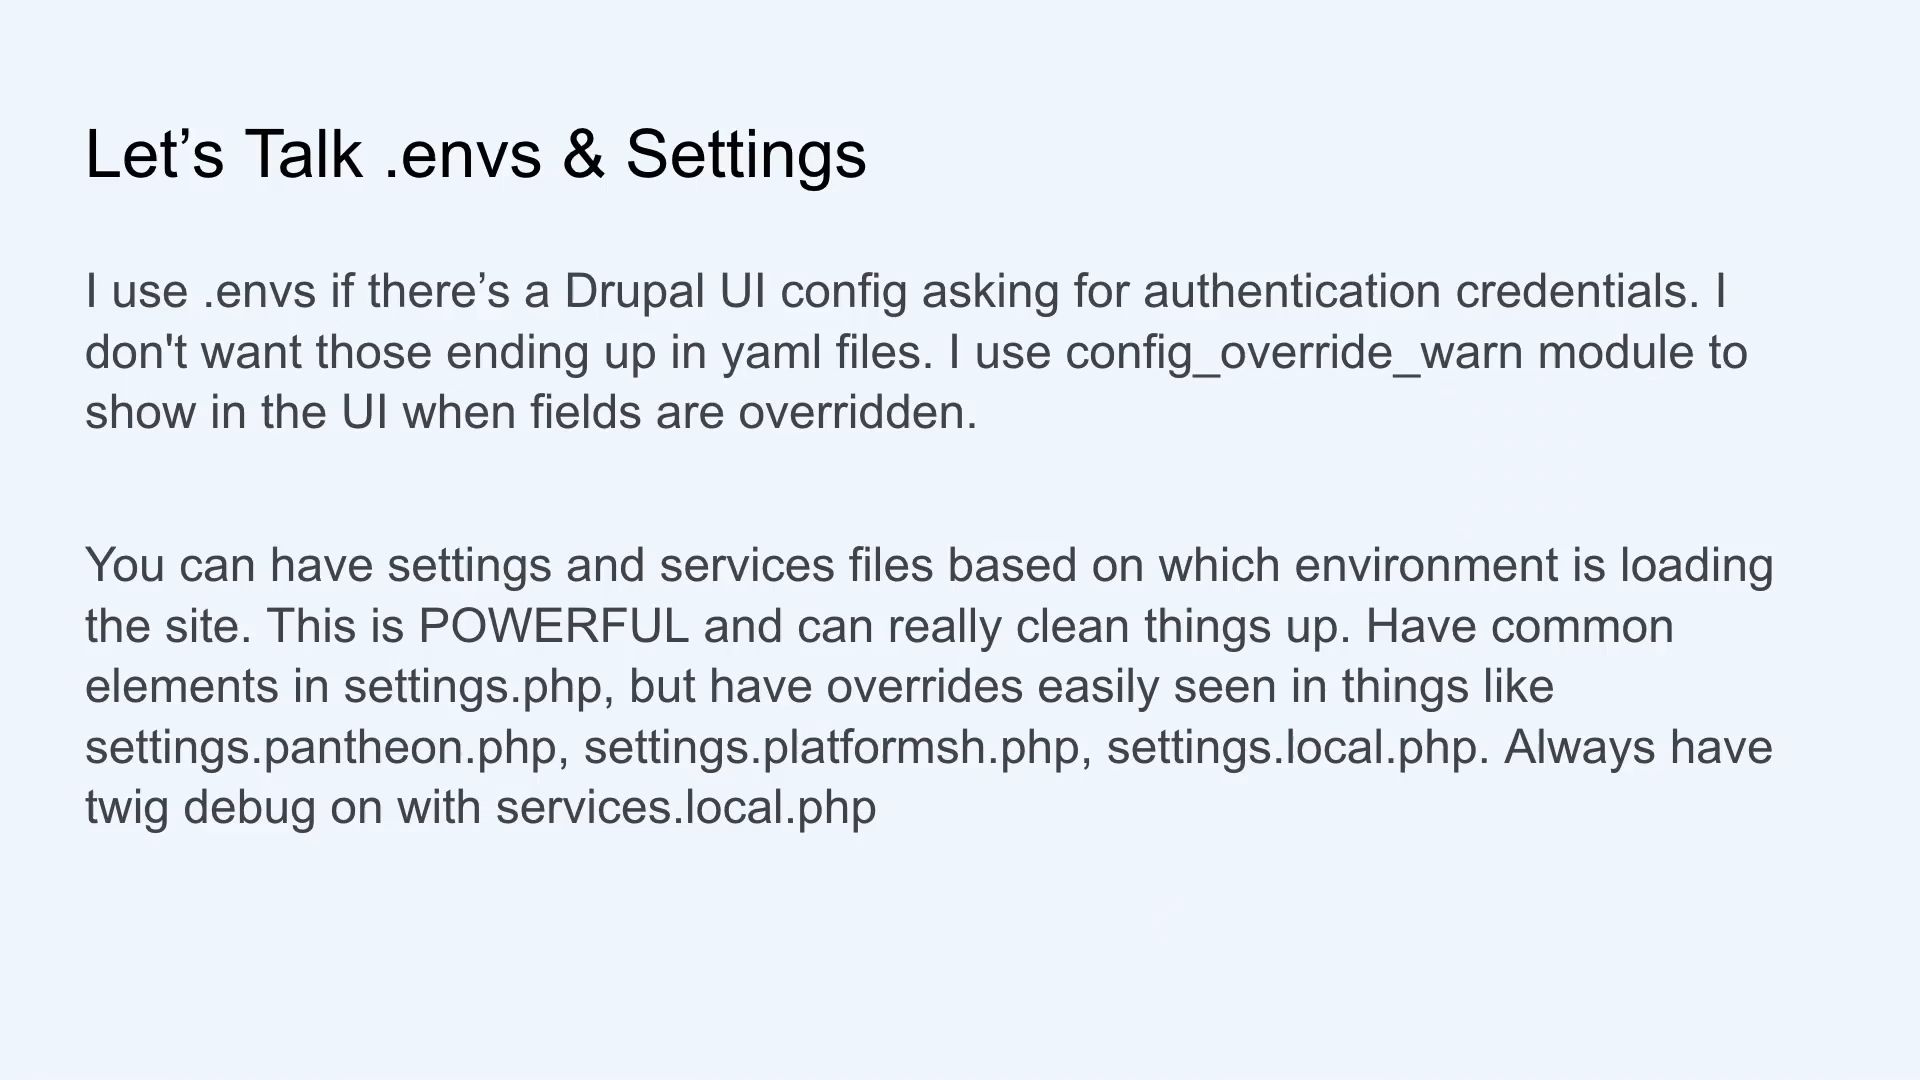 Let’s Talk .envs & Settings
I use .envs if there’s a Drupal UI config asking for authentication credentials. I
don't want those ending up in yaml files. I use config_override_warn module to
show in the UI when fields are overridden.
You can have settings and services files based on which environment is loading
the site. This is POWERFUL and can really clean things up. Have common
elements in settings.php, but have overrides easily seen in things like
settings.pantheon.php, settings.platformsh.php, settings.local.php. Always have
twig debug on with services.local.php